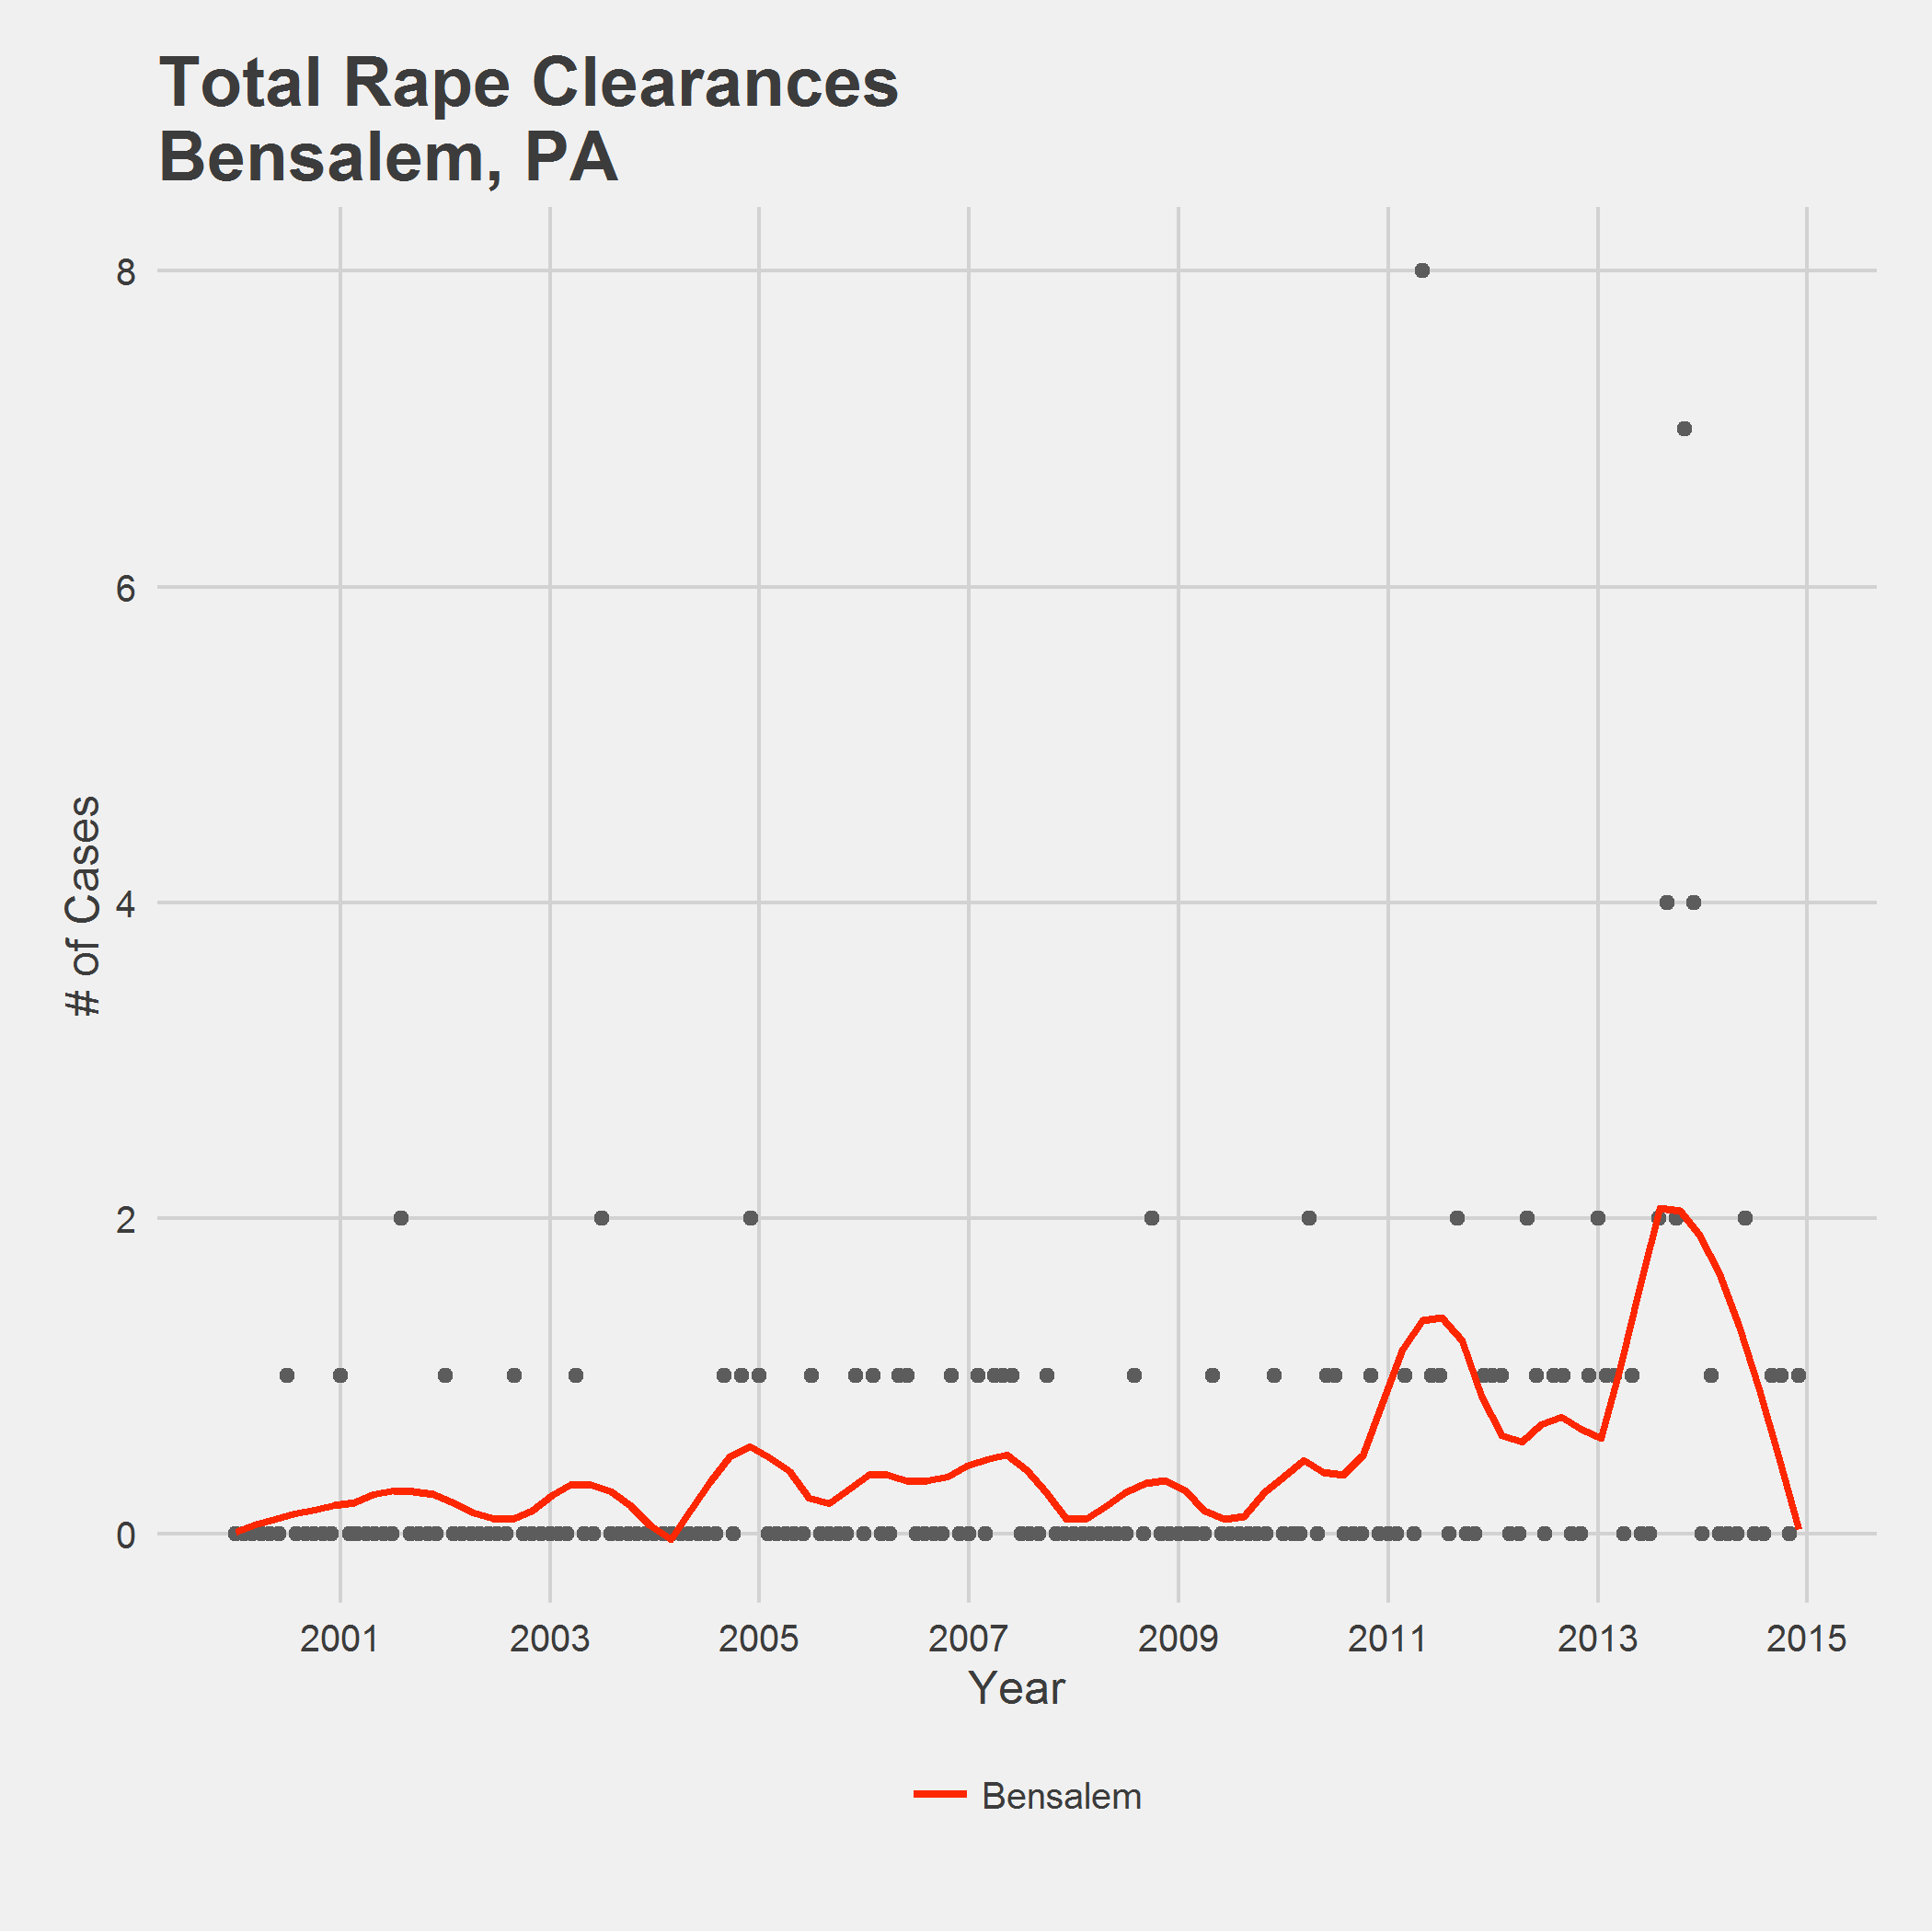 Total Rape Clearances
Bensalem, PA
8
6
4
2
0
# of Cases
2001 2003 2005 2007 2009 2011 2013 2015
Year
Bensalem